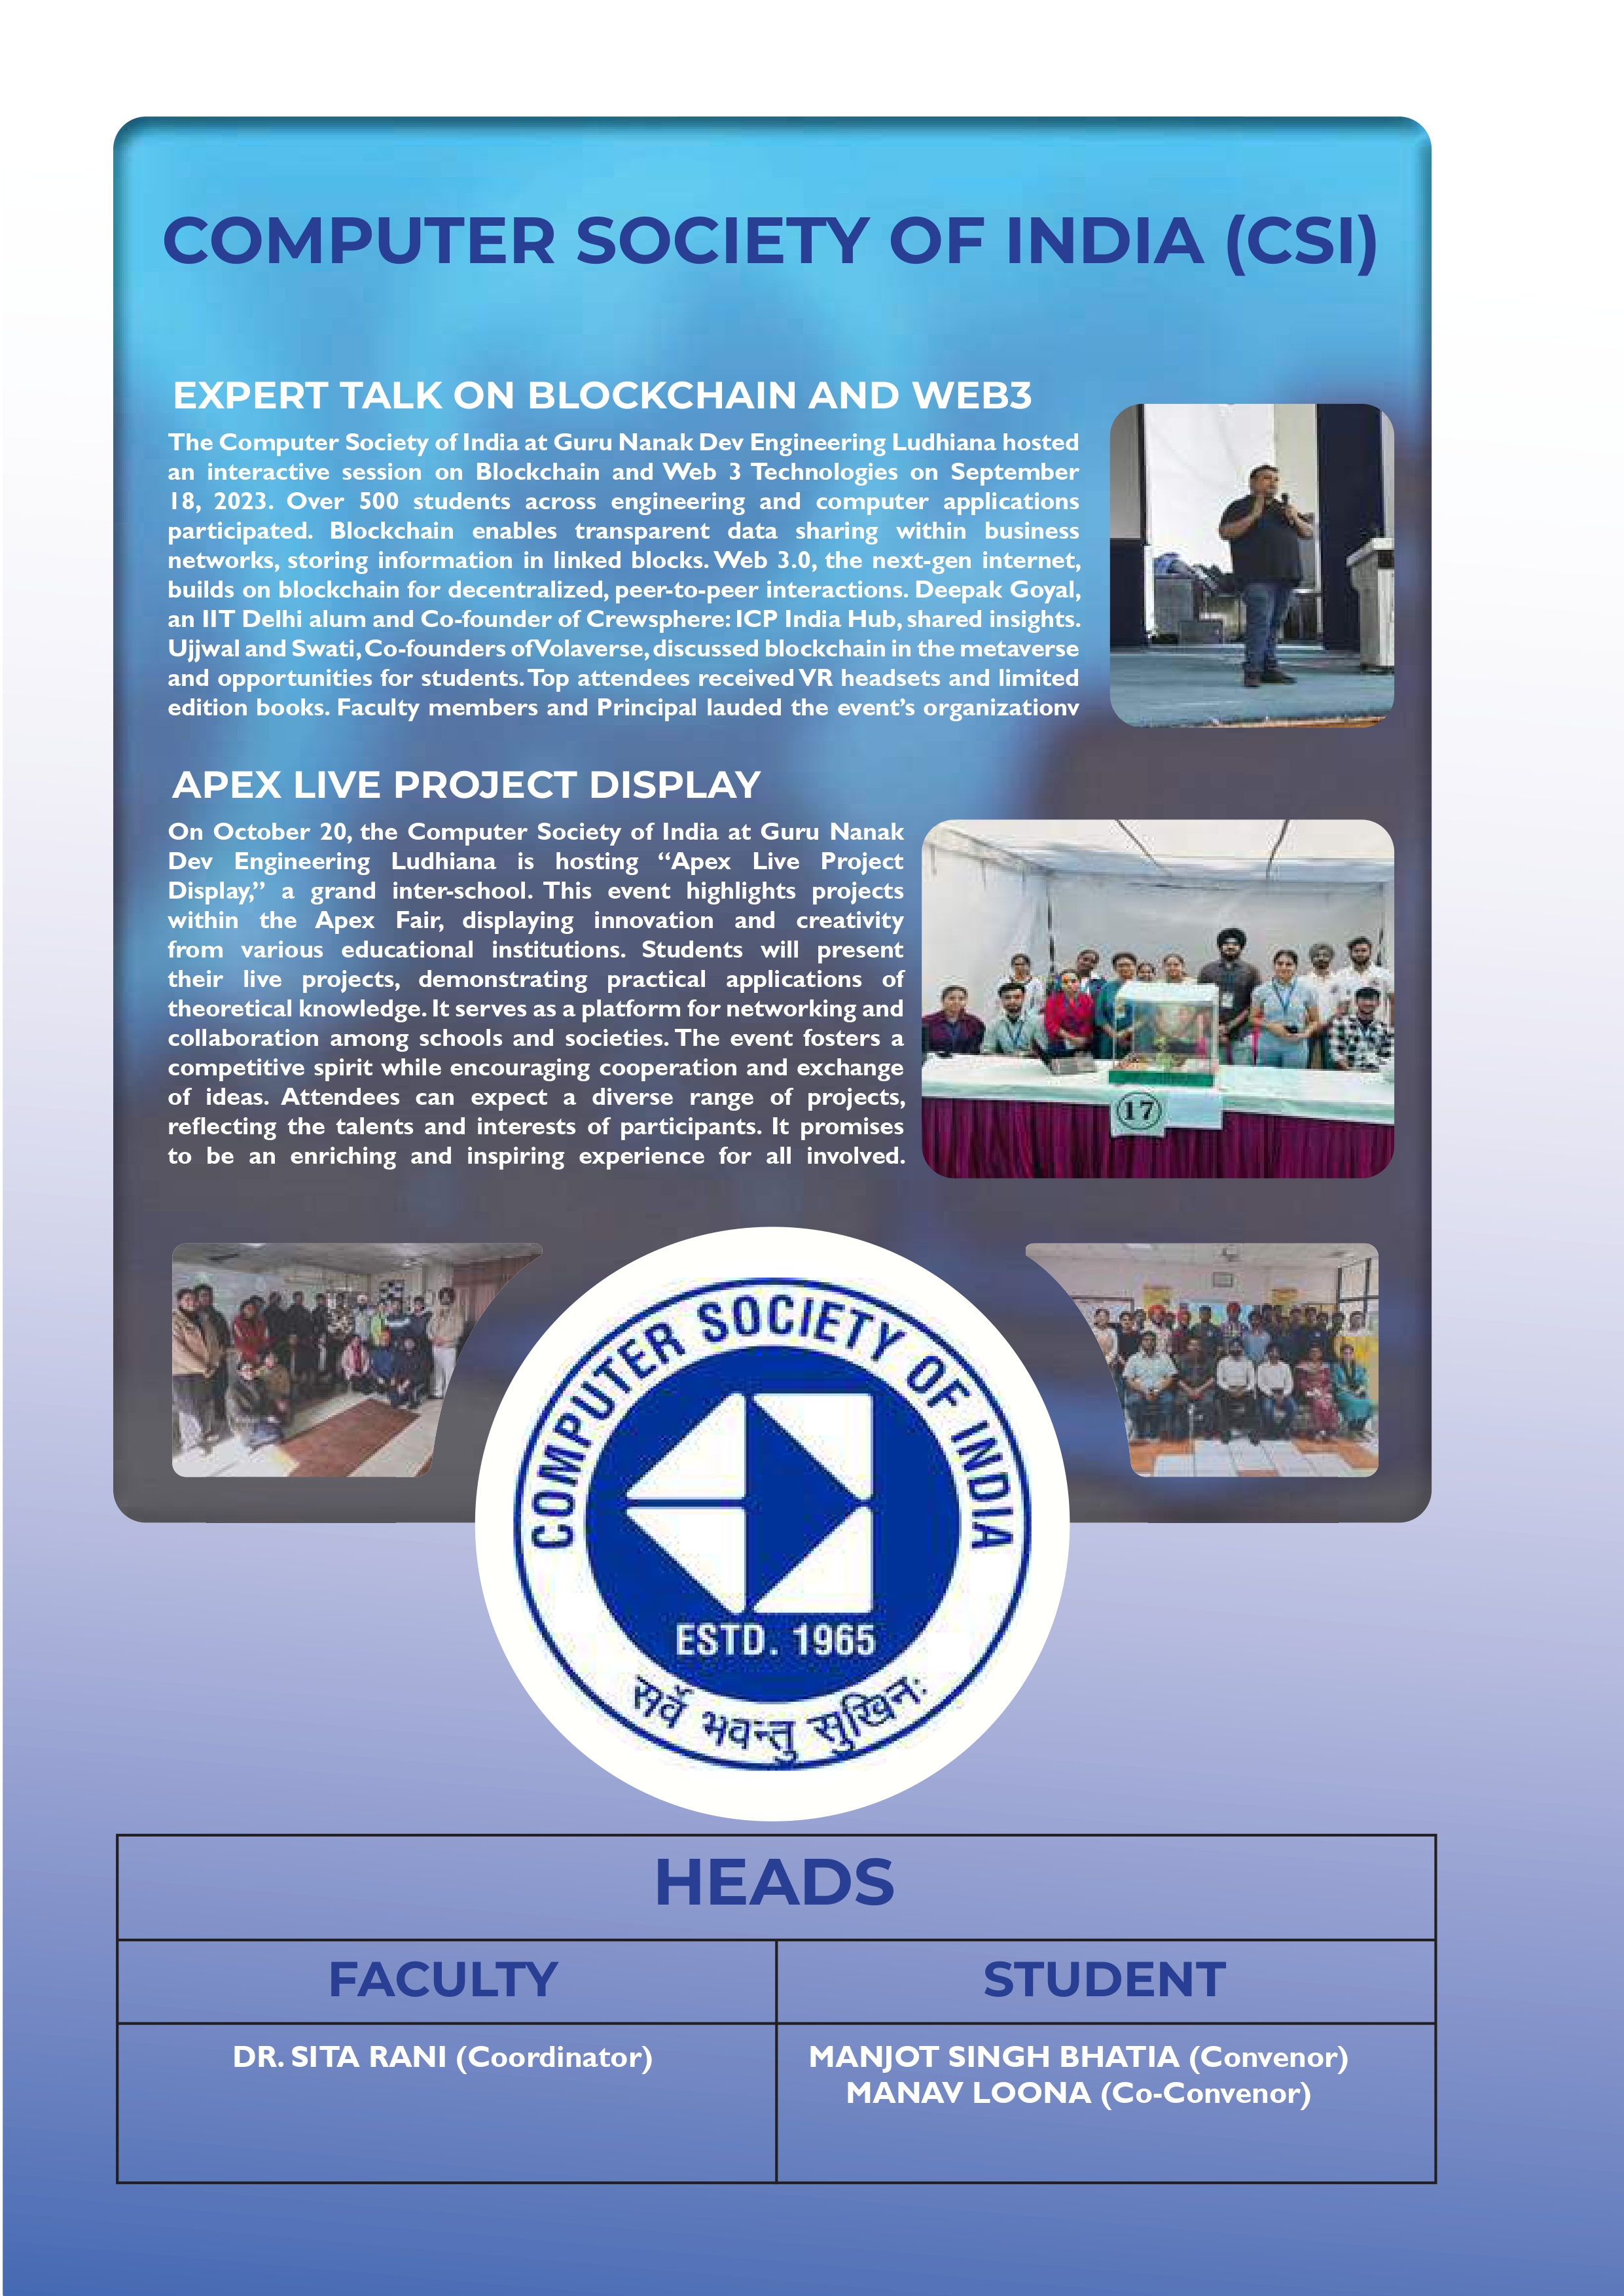 COMPUTER SOCIETY OF INDIA (CSI)
EXPERT TALK ON BLOCKCHAIN AND WEB3
The Computer Society of India at Guru Nanak Dev Engineering Ludhiana hosted
an interactive session on Blockchain and Web 3 Technologies on September
18, 2023. Over 500 students across engineering and computer applications
participated. Blockchain enables transparent data sharing within business
networks, storing information in linked blocks. Web 3.0, the next-gen internet,
builds on blockchain for decentralized, peer-to-peer interactions. Deepak Goyal,
an IIT Delhi alum and Co-founder of Crewsphere: ICP India Hub, shared insights.
Ujjwal and Swati, Co-founders of Volaverse, discussed blockchain in the metaverse
and opportunities for students. Top attendees received VR headsets and limited
edition books. Faculty members and Principal lauded the event’s organizationv
APEX LIVE PROJECT DISPLAY
On October 20, the Computer Society of India at Guru Nanak
Dev Engineering Ludhiana is hosting “Apex Live Project
Display,” a grand inter-school. This event highlights projects
within the Apex Fair, displaying innovation and creativity
from various educational institutions. Students will present
their live projects, demonstrating practical applications of
theoretical knowledge. It serves as a platform for networking and
collaboration among schools and societies. The event fosters a
competitive spirit while encouraging cooperation and exchange
of ideas. Attendees can expect a diverse range of projects,
reflecting the talents and interests of participants. It promises
to be an enriching and inspiring experience for all involved.
17
COMPUTER SOCIETY OF INDIA
ESTD. 1965
सर्वे भवन्तु सुखिनः
HEADS
FACULTY
STUDENT
DR. SITA RANI (Coordinator)
MANJOT SINGH BHATIA (Convenor)
MANAV LOONA (Co-Convenor)